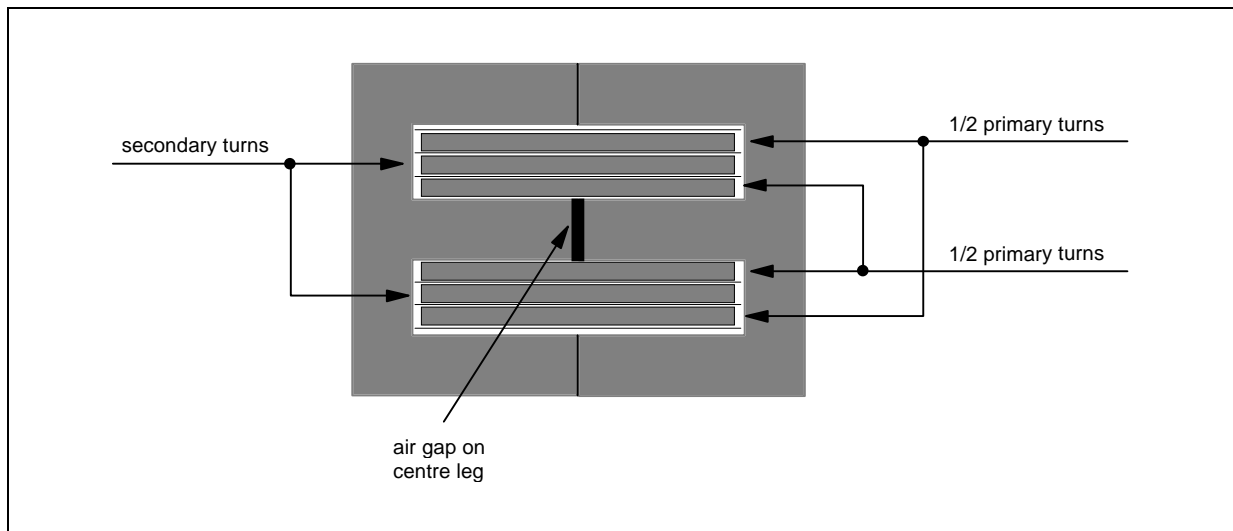 secondary turns
1/2 primary turns
1/2 primary turns
air gap on
centre leg